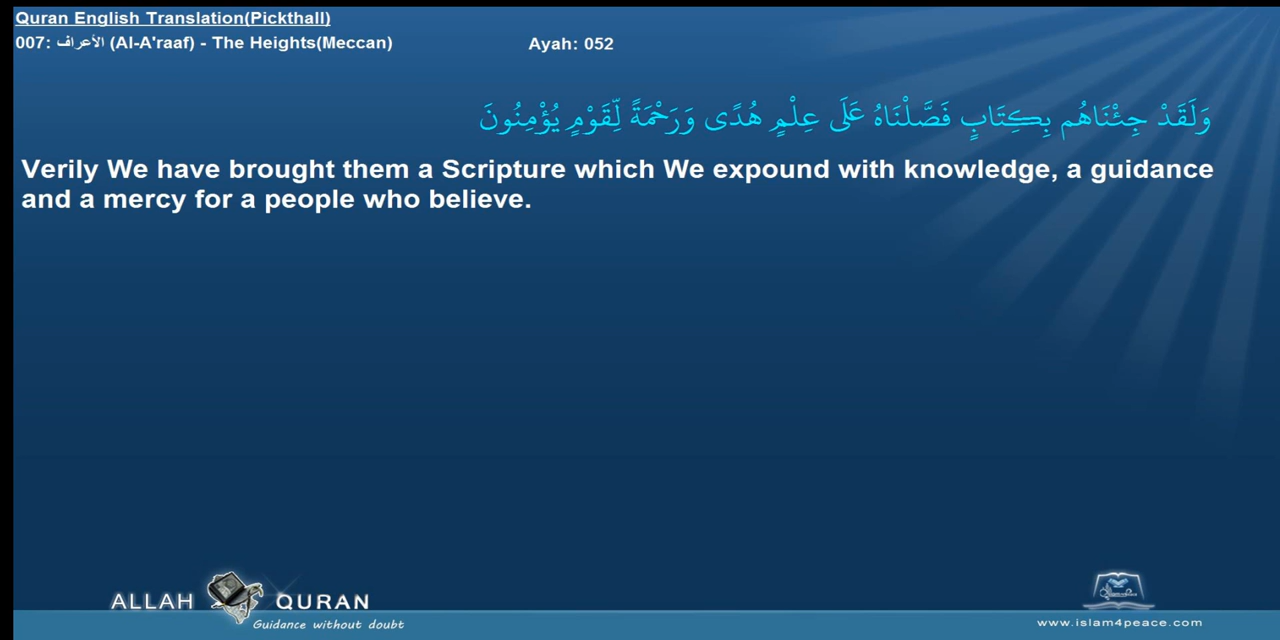 Quran English Translation(Pickthall)
007: الأعراف (Al-A'raaf) - The Heights(Meccan)
Ayah: 052
وَلَقَدْ جِئْنَاهُم بِكِتَابٍ فَصَّلْنَاهُ عَلَى عِلْمٍ هُدًى وَرَحْمَةً لِّقَوْمٍ يُؤْمِنُونَ
Verily We have brought them a Scripture which We expound with knowledge, a guidance
and a mercy for a people who believe.
ALLAH QURAN
Guidance without doubt
www.islam4peace.com